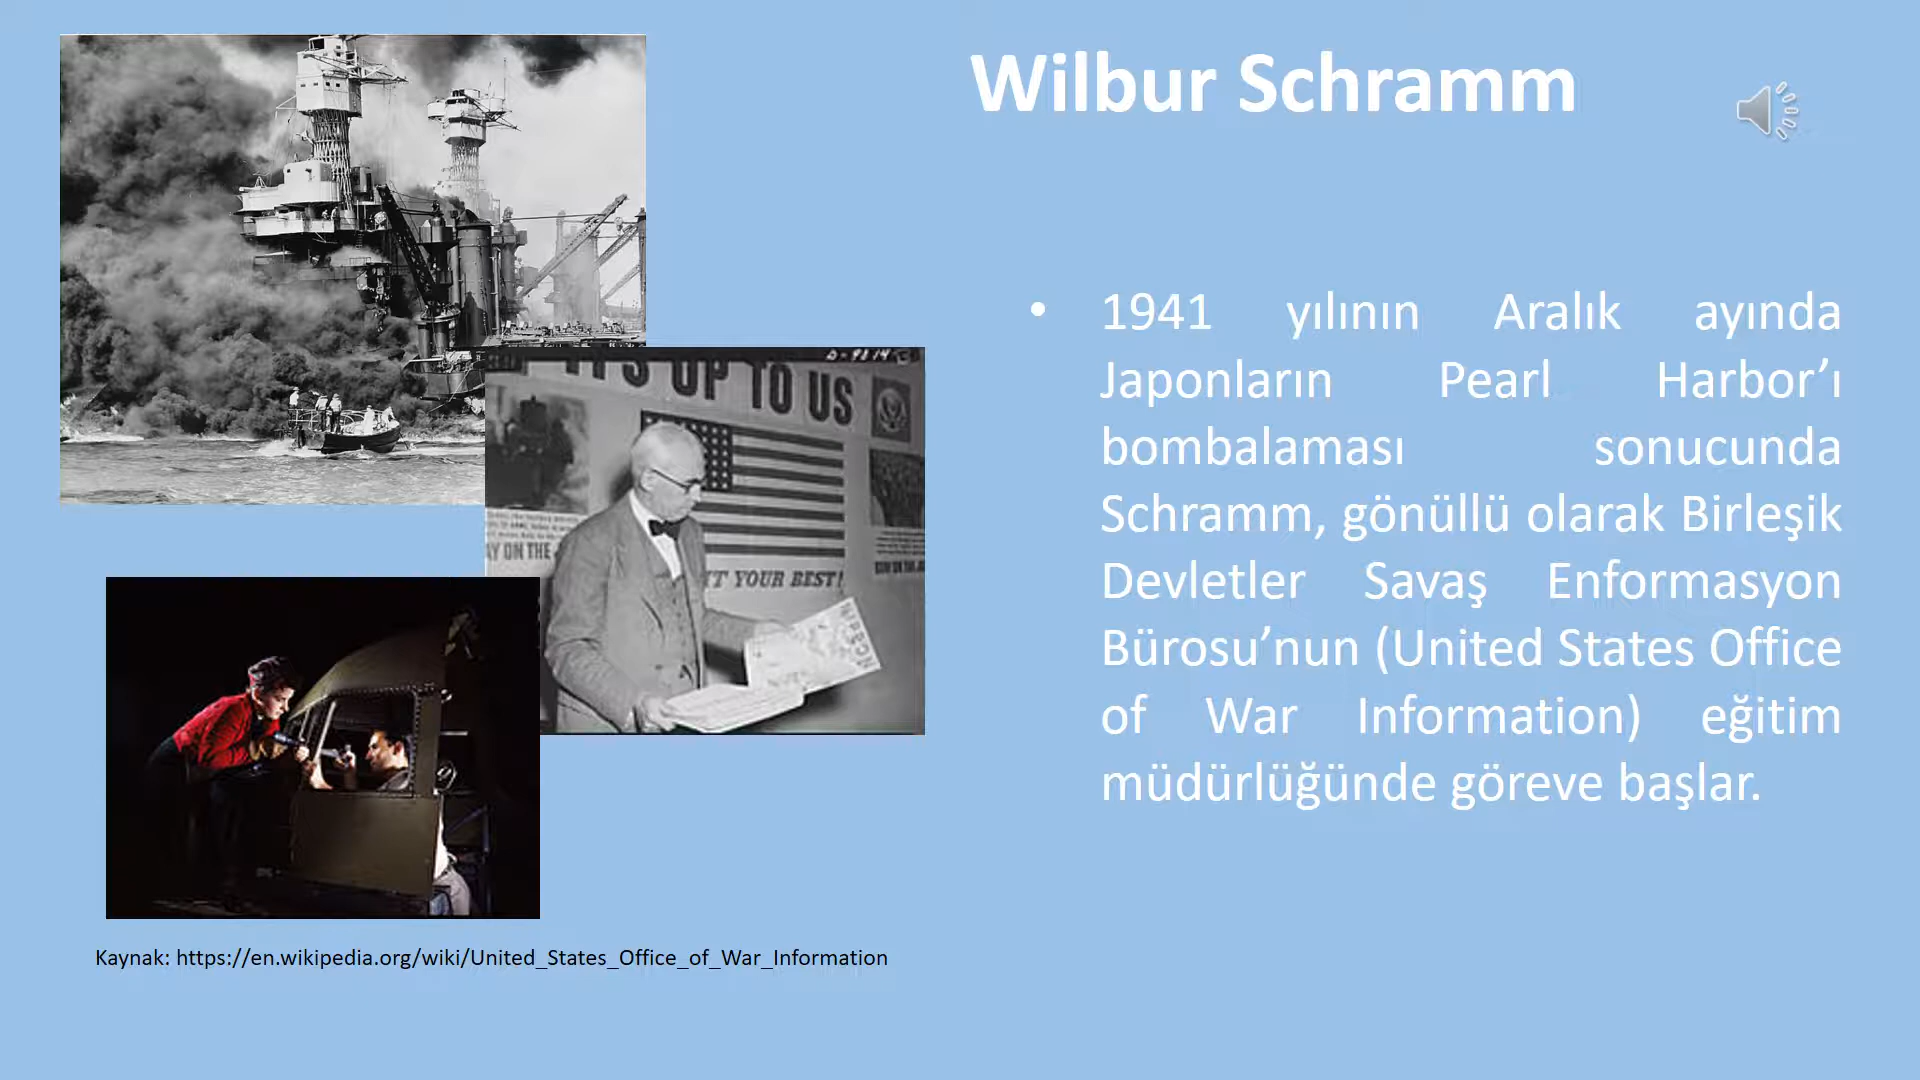 Wilbur Schramm
• 1941 yılının Aralık ayında
Japonların Pearl Harbor’ı
bombalaması sonucunda
Schramm, gönüllü olarak Birleşik
Devletler Savaş Enformasyon
Bürosu’nun (United States Office
of War Information) eğitim
müdürlüğünde göreve başlar.
UP TO US
ON THE
YOUR BEST!
Kaynak: https://en.wikipedia.org/wiki/United_States_Office_of_War_Information